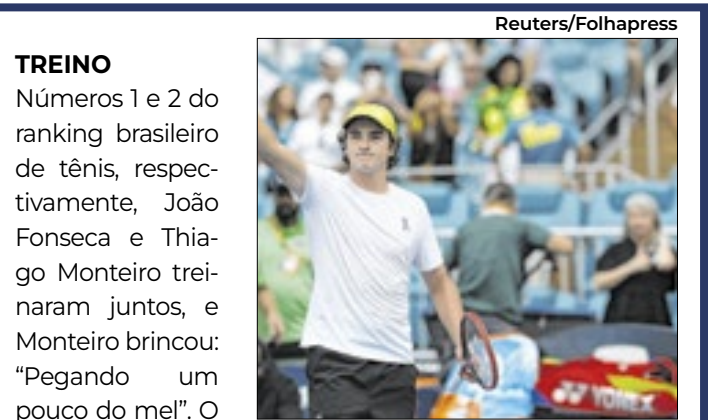 Reuters/Folhapress
TREINO
Números 1 e 2 do
ranking brasileiro
de tênis, respec-
tivamente, João
Fonseca e Thia-
go Monteiro trei-
naram juntos, e
Monteiro brincou:
“Pegando um
pouco do mel”. O
YONEX